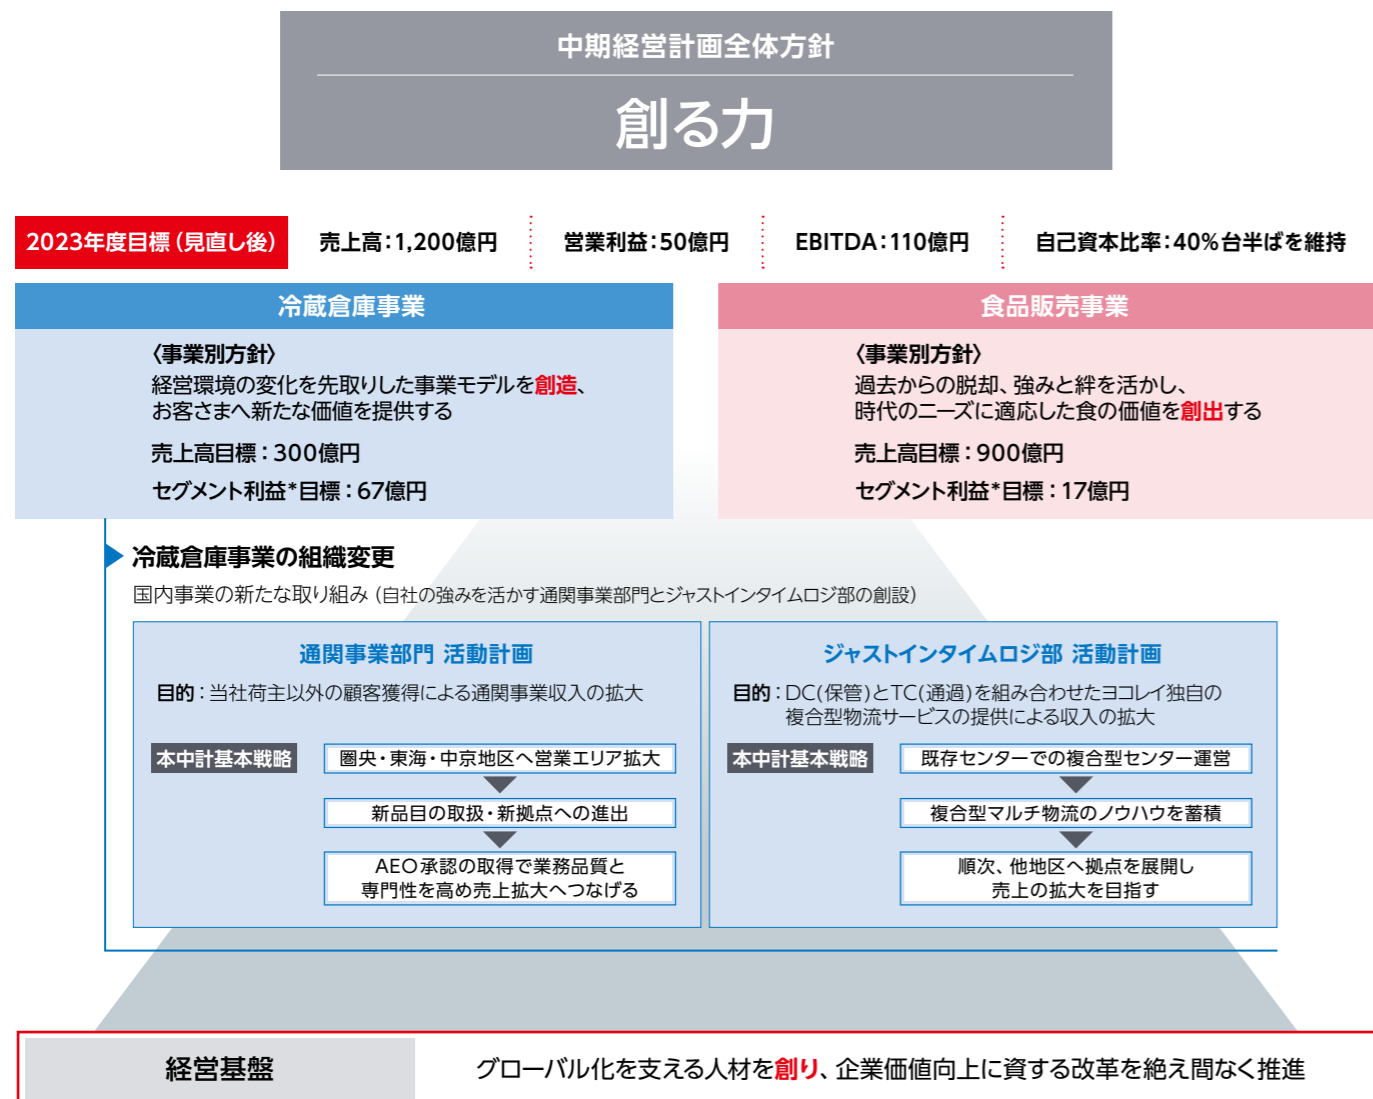 中期経営計画全体方針
創る力
2023年度目標（見直し後）
売上高：1,200億円
営業利益：50億円
EBITDA：110億円
自己資本比率：40％台半ばを維持
冷蔵倉庫事業
〈事業別方針〉
経営環境の変化を先取りした事業モデルを創造、
お客さまへ新たな価値を提供する
売上高目標：300億円
セグメント利益*目標：67億円
食品販売事業
〈事業別方針〉
過去からの脱却、強みと絆を活かし、
時代のニーズに適応した食の価値を創出する
売上高目標：900億円
セグメント利益*目標：17億円
冷蔵倉庫事業の組織変更
国内事業の新たな取り組み（自社の強みを活かす通関事業部門とジャストインタイムロジ部の創設）
通関事業部門 活動計画
目的：当社荷主以外の顧客獲得による通関事業収入の拡大
本中計基本戦略
圏央・東海・中京地区へ営業エリア拡大
新品目の取扱・新拠点への進出
AEO承認の取得で業務品質と
専門性を高め売上拡大へつなげる
ジャストインタイムロジ部 活動計画
目的：DC(保管)とTC(通過)を組み合わせたヨコレイ独自の
複合型物流サービスの提供による収入の拡大
本中計基本戦略
既存センターでの複合型センター運営
複合型マルチ物流のノウハウを蓄積
順次、他地区へ拠点を展開し
売上の拡大を目指す
経営基盤
グローバル化を支える人材を創り、企業価値向上に資する改革を絶え間なく推進